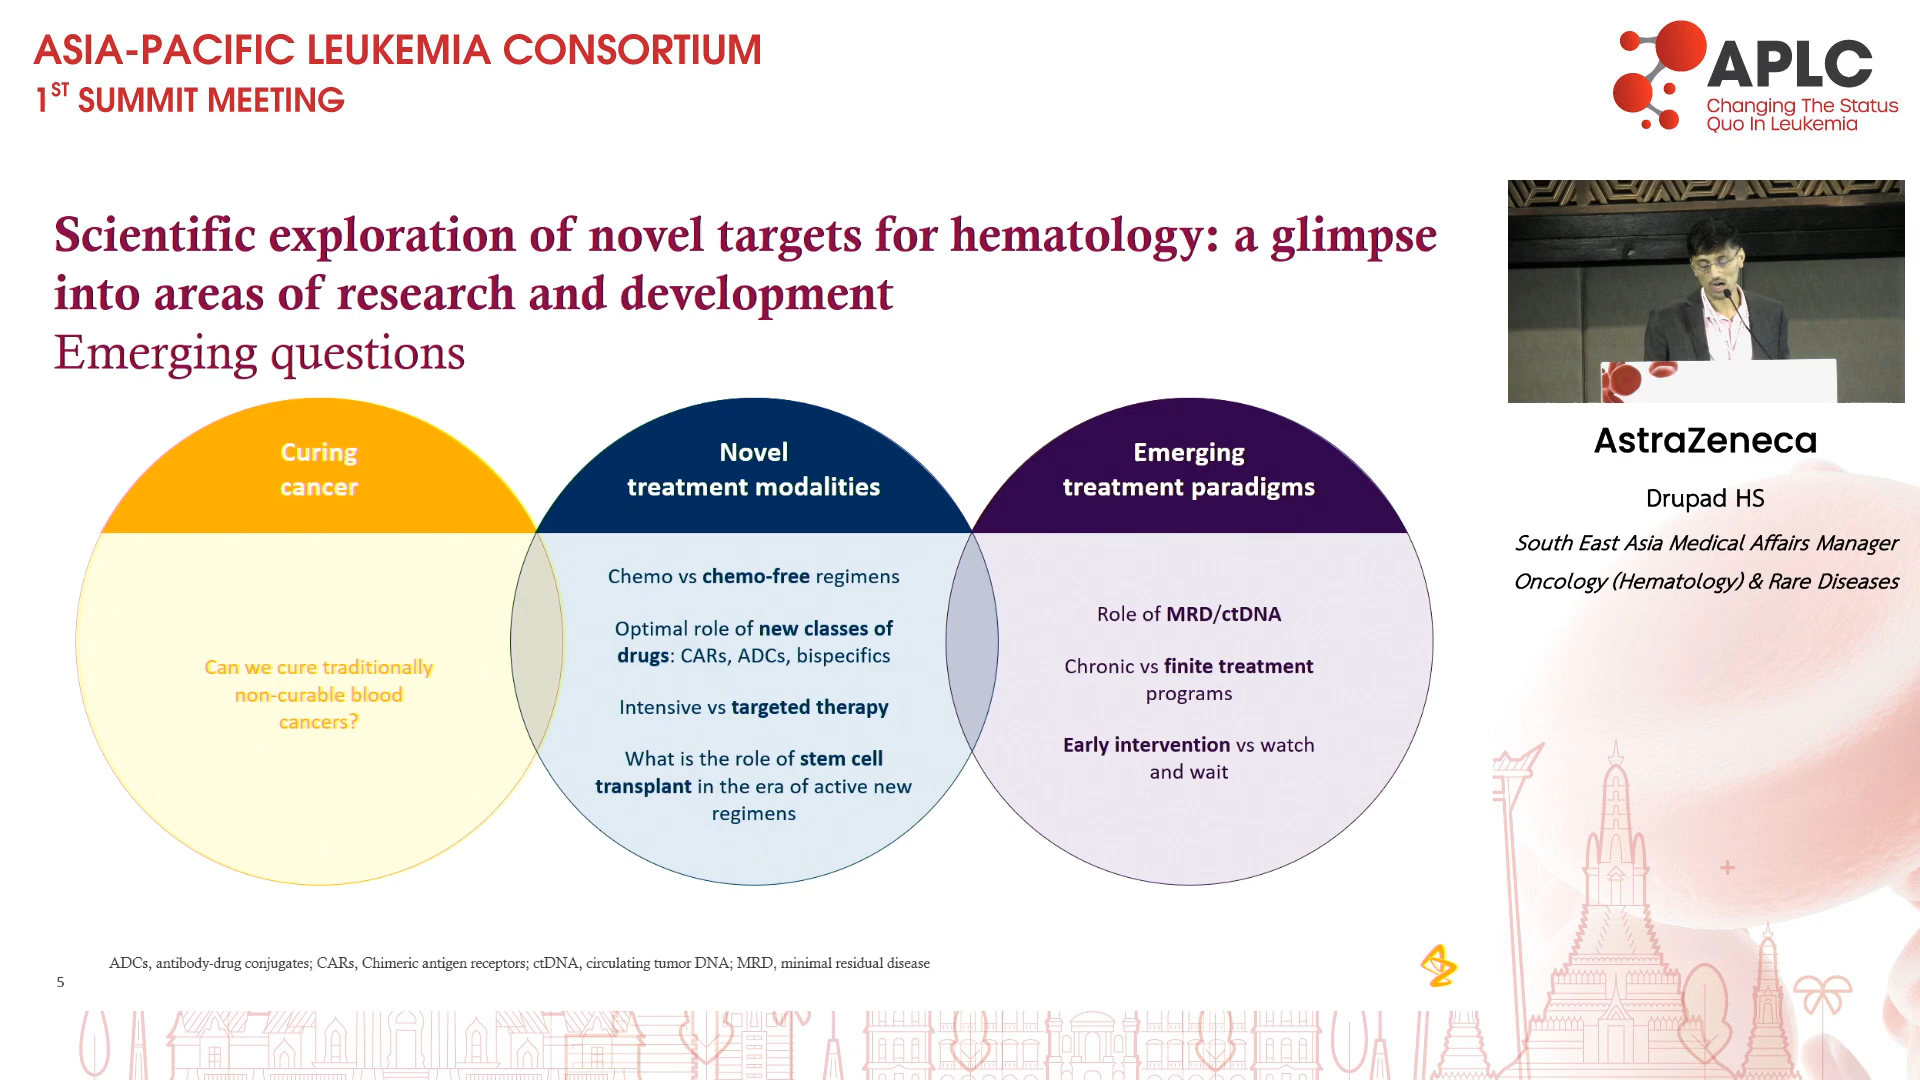 ASIA-PACIFIC LEUKEMIA CONSORTIUM
1ST SUMMIT MEETING
APLC
Changing The Status
Quo In Leukemia
Scientific exploration of novel targets for hematology: a glimpse
into areas of research and development
Emerging questions
Curing
cancer
Can we cure traditionally
non-curable blood
cancers?
Novel
treatment modalities
Chemo vs chemo-free regimens
Optimal role of new classes of
drugs: CARs, ADCs, bispecifics
Intensive vs targeted therapy
What is the role of stem cell
transplant in the era of active new
regimens
Emerging
treatment paradigms
Role of MRD/ctDNA
Chronic vs finite treatment
programs
Early intervention vs watch
and wait
AstraZeneca
Drupad HS
South East Asia Medical Affairs Manager
Oncology (Hematology) & Rare Diseases
ADCs, antibody-drug conjugates; CARs, Chimeric antigen receptors; ctDNA, circulating tumor DNA; MRD, minimal residual disease
5